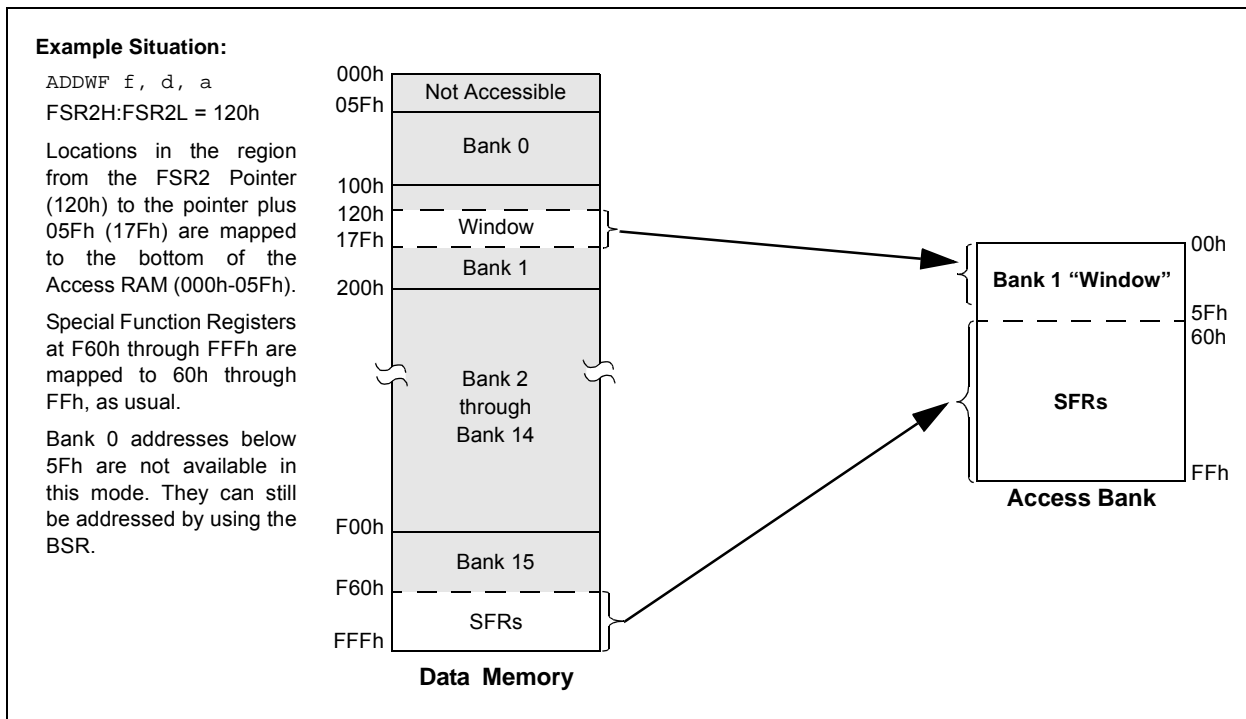 Example Situation:
ADDWF f, d, a
FSR2H:FSR2L = 120h
Locations in the region
from the FSR2 Pointer
(120h) to the pointer plus
05Fh (17Fh) are mapped
to the bottom of the
Access RAM (000h-05Fh).
Special Function Registers
at F60h through FFFh are
mapped to 60h through
FFh, as usual.
Bank 0 addresses below
5Fh are not available in
this mode. They can still
be addressed by using the
BSR.
000h
Not Accessible
05Fh
Bank 0
100h
120h
Window
17Fh
Bank 1
200h
Bank 2
through
Bank 14
F00h
Bank 15
F60h
SFRs
FFFh
Data Memory
00h
Bank 1 “Window”
5Fh
60h
SFRs
FFh
Access Bank